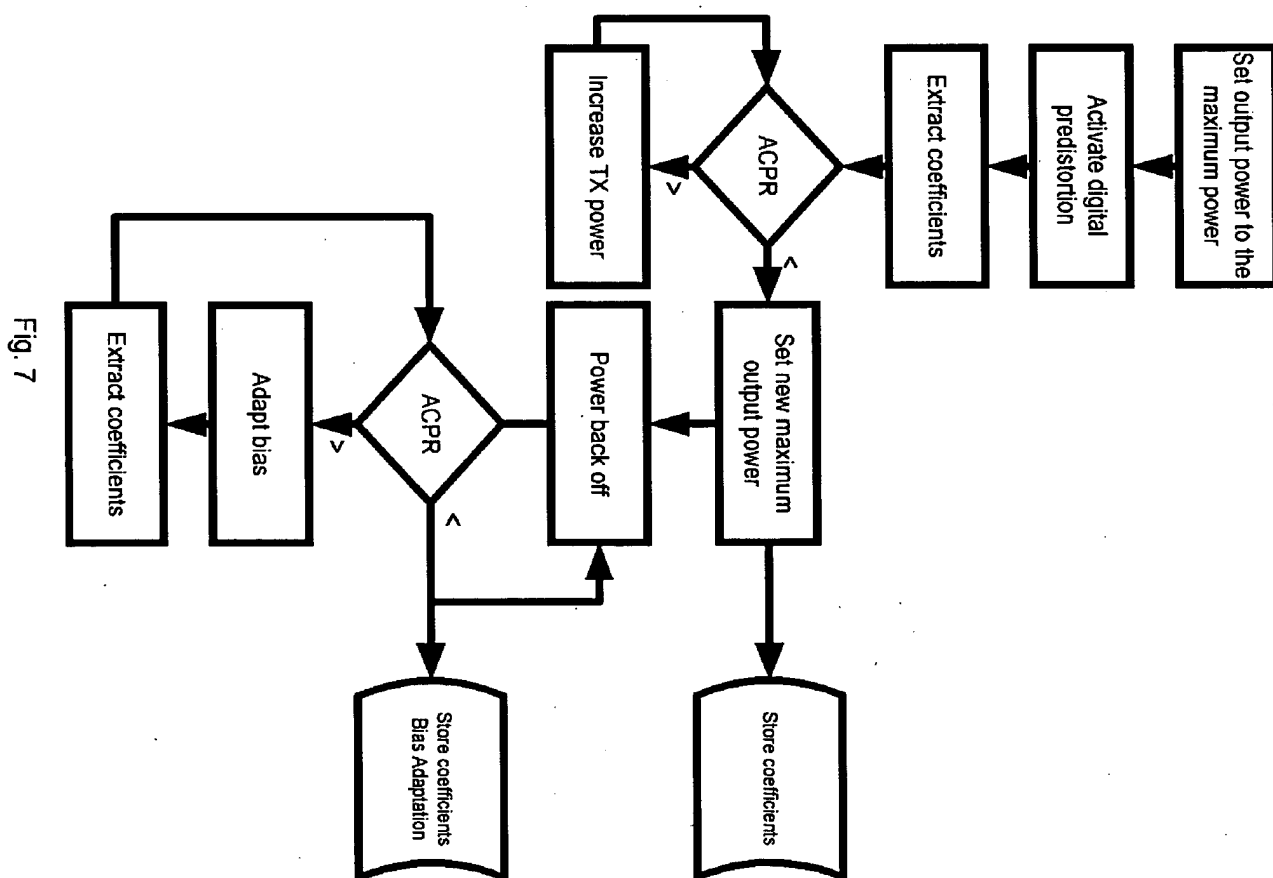 Set output power to the
maximum power
Activate digital
predistortion
Extract coefficients
ACPR
>
<
Increase TX power
Set new maximum
output power
Store coefficients
Power back off
ACPR
>
<
Adapt bias
Extract coefficients
Store coefficients
Bias Adaptation
Fig. 7